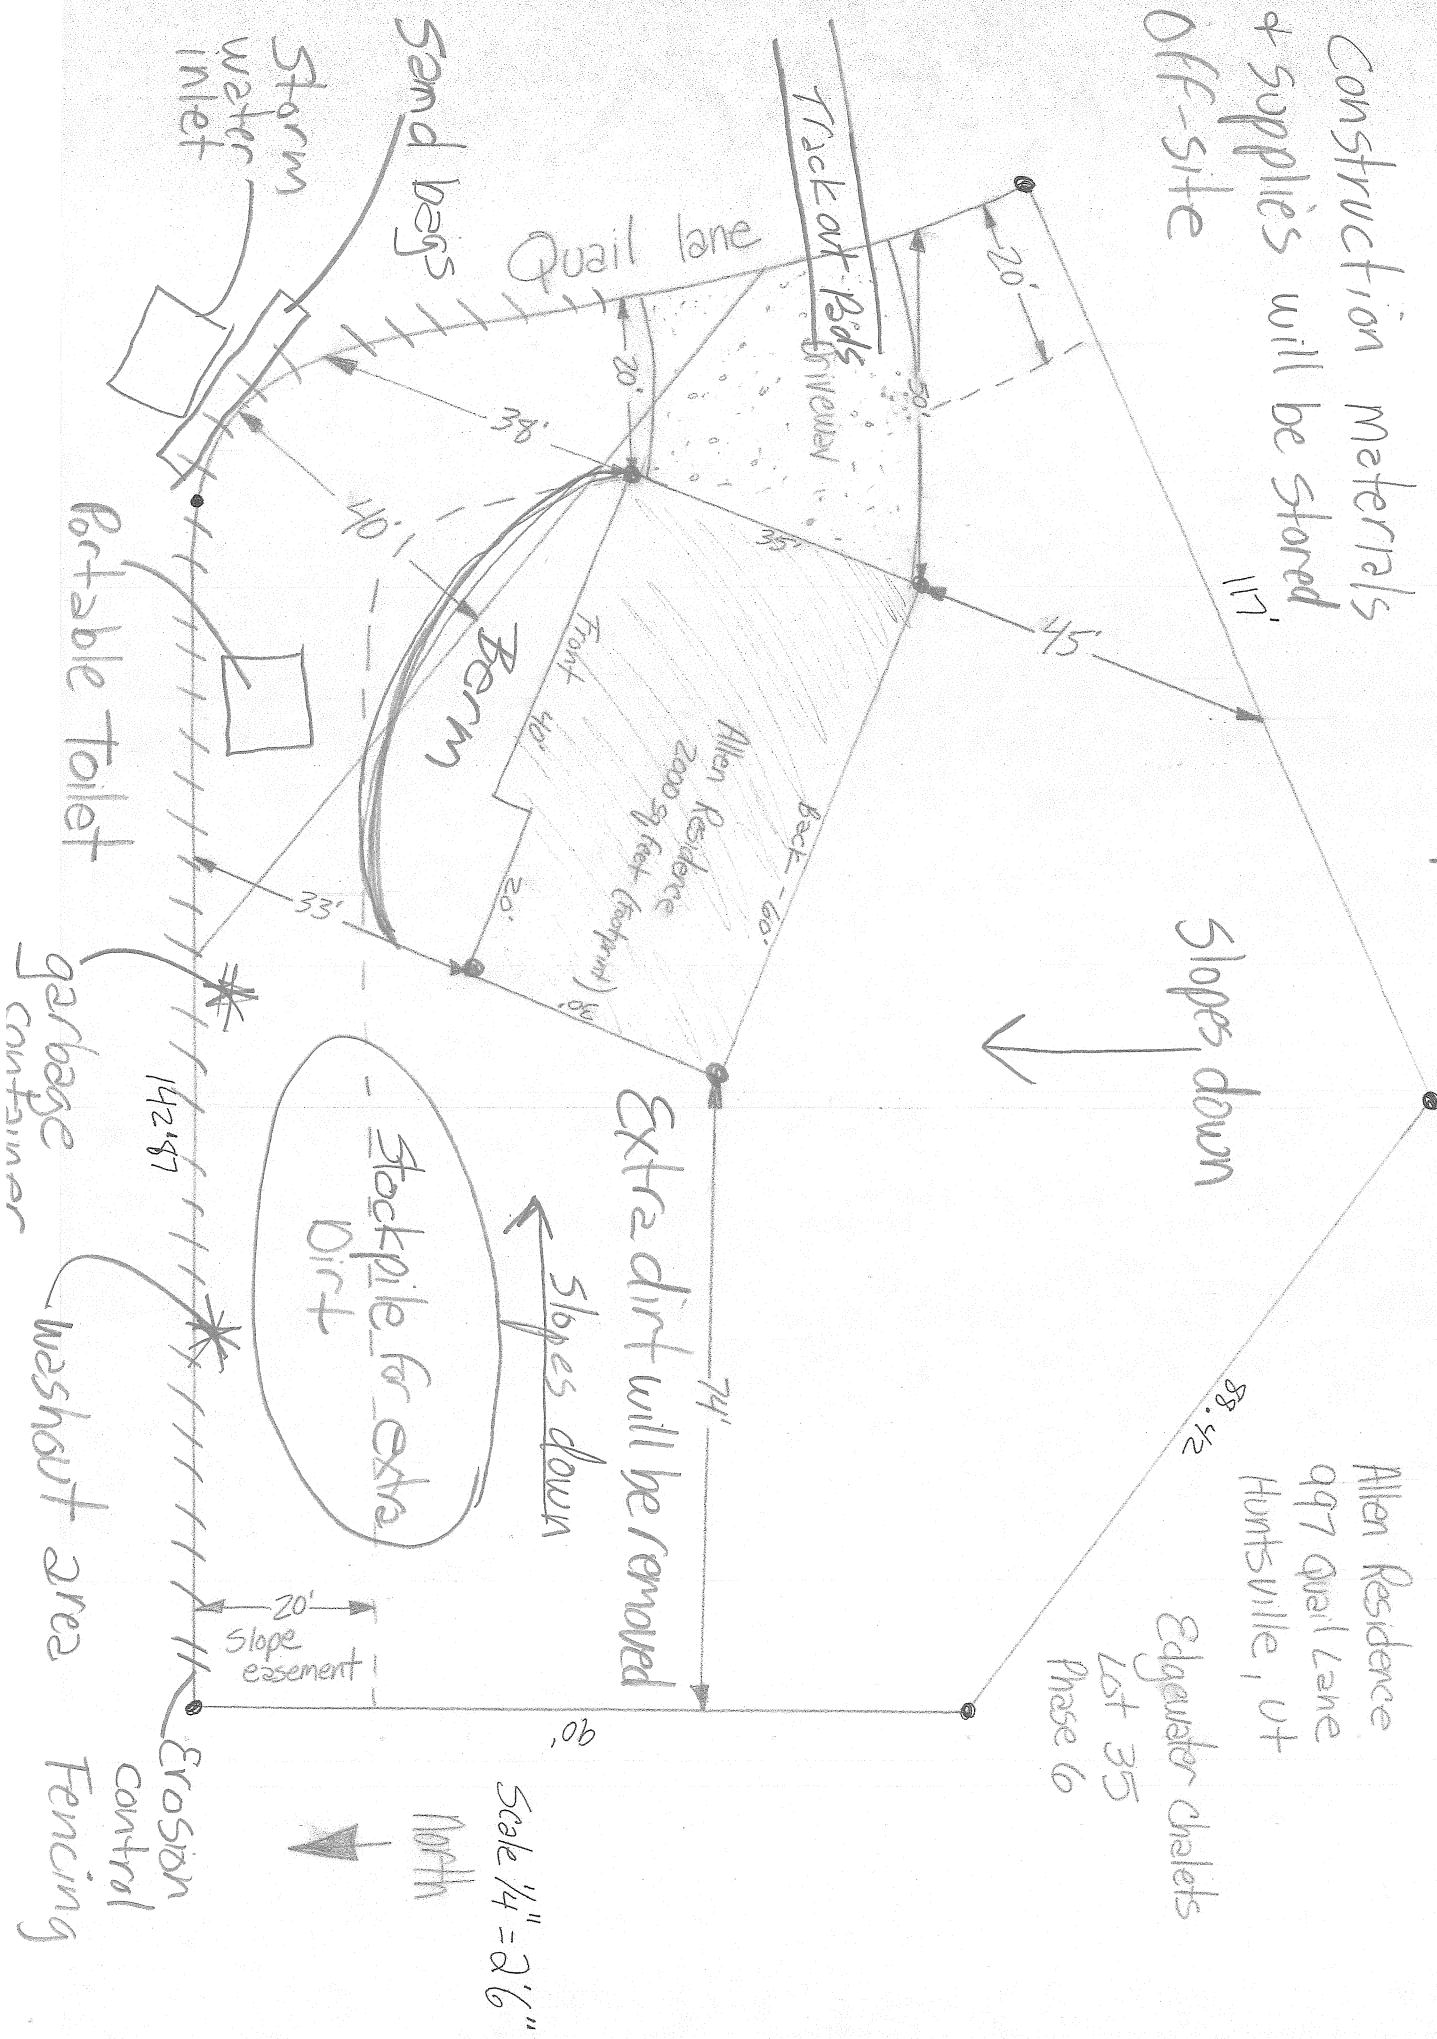 Construction Materials
+ Supplies will be stored
Off-site
Allen Residence
997 Quail Lane
Huntsville, Ut
Edgewater Chalets
Lot 35
Phase 6
117'
88.42
Slopes down
20'
45'
Track out Pads
Driveway
50'
35'
Quail lane
20'
38'
40'
Back - 60'
Allen Residence
2000 sq feet (footprint)
Front
40'
20'
30'
Berm
74'
Extra dirt will be removed
Slopes down
Stockpile for extra
Dirt
33'
20'
Slope
easement
90'
142'87
Sand bags
Storm
water
inlet
Portable Toilet
garbage
container
washout area
Erosion
control
Fencing
North
Scale 1/4" = 2'6"